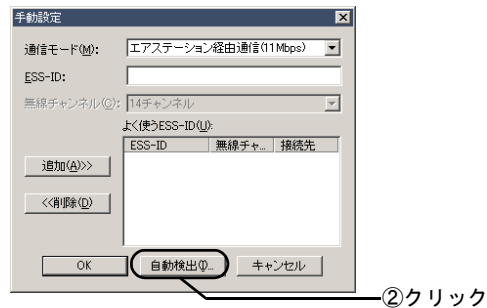 手動設定
通信モード(M): エアステーション経由通信(11Mbps)
ESS-ID:
無線チャンネル(C): 14チャンネル
よく使うESS-ID(U):
ESS-ID 無線チャ... 接続先
追加(A)>>
<<削除(D)
OK 自動検出(I)... キャンセル
②クリック